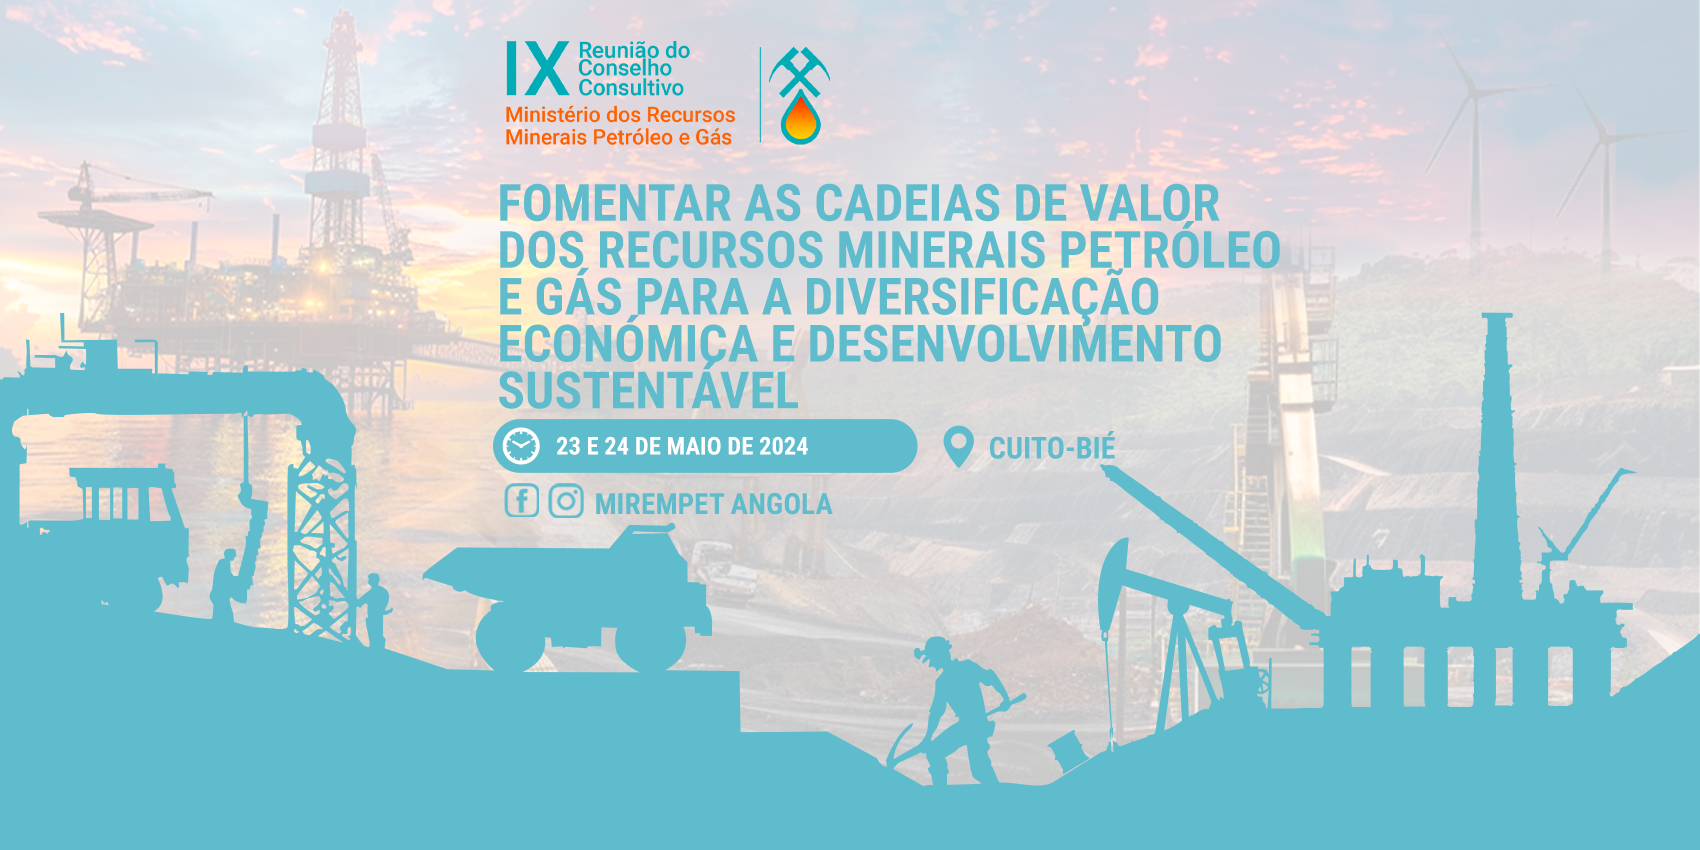 IX Reunião do
Conselho
Consultivo
Ministério dos Recursos
Minerais Petróleo e Gás
FOMENTAR AS CADEIAS DE VALOR
DOS RECURSOS MINERAIS PETRÓLEO
E GÁS PARA A DIVERSIFICAÇÃO
ECONÓMICA E DESENVOLVIMENTO
SUSTENTÁVEL
23 E 24 DE MAIO DE 2024
CUITO-BIÉ
MIREMPET ANGOLA